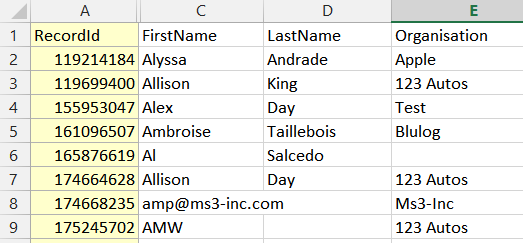 A C D E
1 RecordId FirstName LastName Organisation
2 119214184 Alyssa Andrade Apple
3 119699400 Allison King 123 Autos
4 155953047 Alex Day Test
5 161096507 Ambroise Taillebois Blulog
6 165876619 Al Salcedo
7 174664628 Allison Day 123 Autos
8 174668235 amp@ms3-inc.com Ms3-Inc
9 175245702 AMW 123 Autos